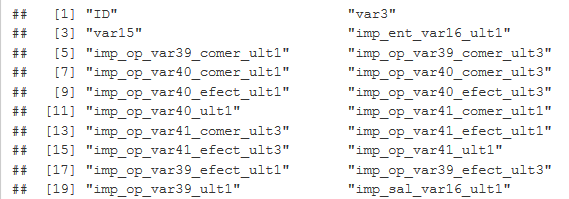 ##   [1] "ID"                      "var3"
##   [3] "var15"                   "imp_ent_var16_ult1"
##   [5] "imp_op_var39_comer_ult1" "imp_op_var39_comer_ult3"
##   [7] "imp_op_var40_comer_ult1" "imp_op_var40_comer_ult3"
##   [9] "imp_op_var40_efect_ult1" "imp_op_var40_efect_ult3"
##  [11] "imp_op_var40_ult1"       "imp_op_var41_comer_ult1"
##  [13] "imp_op_var41_comer_ult3" "imp_op_var41_efect_ult1"
##  [15] "imp_op_var41_efect_ult3" "imp_op_var41_ult1"
##  [17] "imp_op_var39_efect_ult1" "imp_op_var39_efect_ult3"
##  [19] "imp_op_var39_ult1"       "imp_sal_var16_ult1"